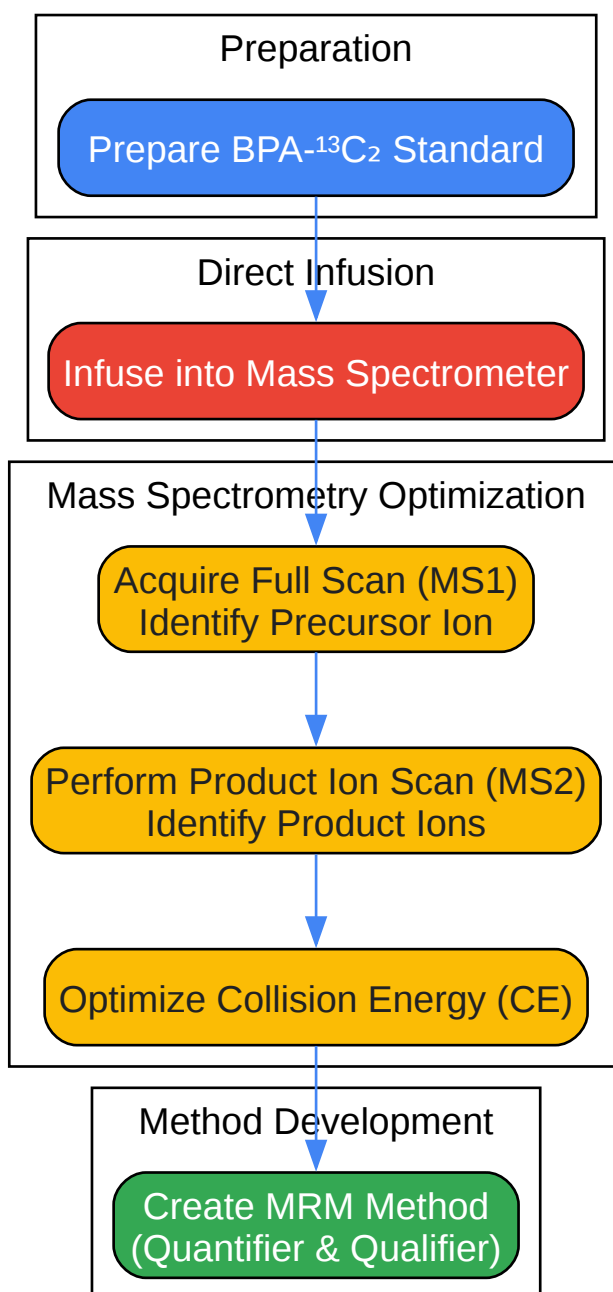 Preparation
Prepare BPA-¹³C₂ Standard
Direct Infusion
Infuse into Mass Spectrometer
Mass Spectrometry Optimization
Acquire Full Scan (MS1)
Identify Precursor Ion
Perform Product Ion Scan (MS2)
Identify Product Ions
Optimize Collision Energy (CE)
Method Development
Create MRM Method
(Quantifier & Qualifier)